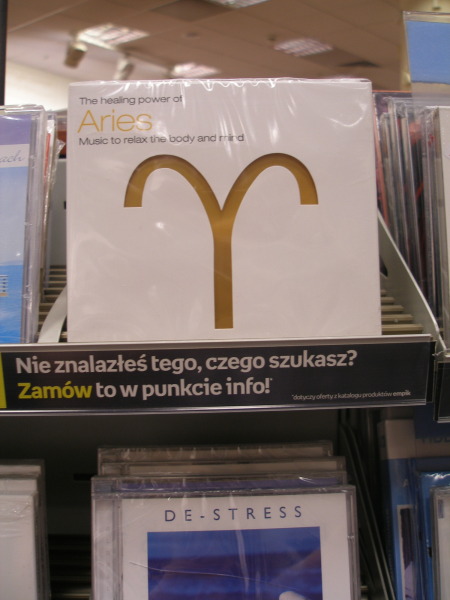 The healing power of
Aries
Music to relax the body and mind
Nie znalazłeś tego, czego szukasz?
Zamów to w punkcie info!*
*dotyczy oferty z katalogu produktów empik
DE-STRESS